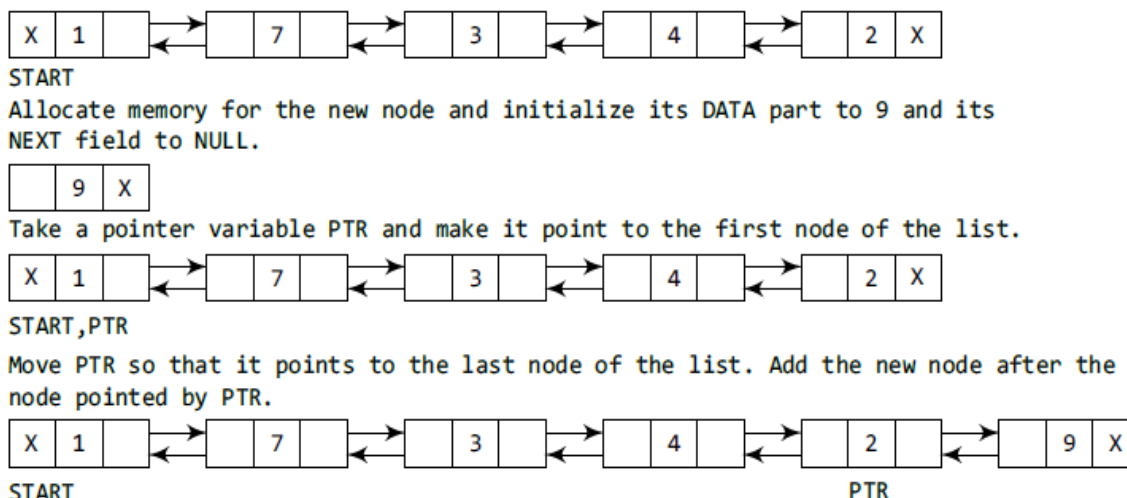 X 1 7 3 4 2 X
START
Allocate memory for the new node and initialize its DATA part to 9 and its
NEXT field to NULL.
9 X
Take a pointer variable PTR and make it point to the first node of the list.
X 1 7 3 4 2 X
START,PTR
Move PTR so that it points to the last node of the list. Add the new node after the
node pointed by PTR.
X 1 7 3 4 2 9 X
START PTR